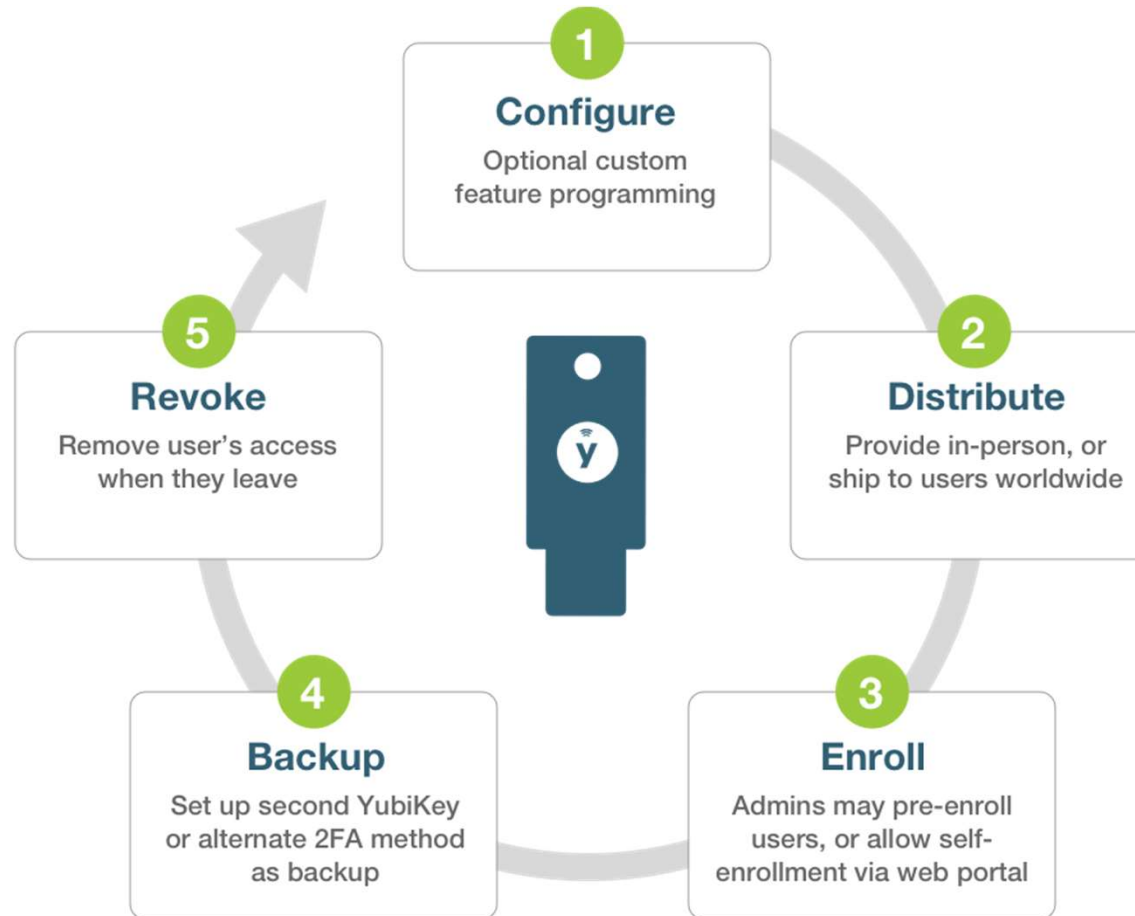 1
Configure
Optional custom
feature programming
2
Distribute
Provide in-person, or
ship to users worldwide
3
Enroll
Admins may pre-enroll
users, or allow self-
enrollment via web portal
4
Backup
Set up second YubiKey
or alternate 2FA method
as backup
5
Revoke
Remove user’s access
when they leave
y